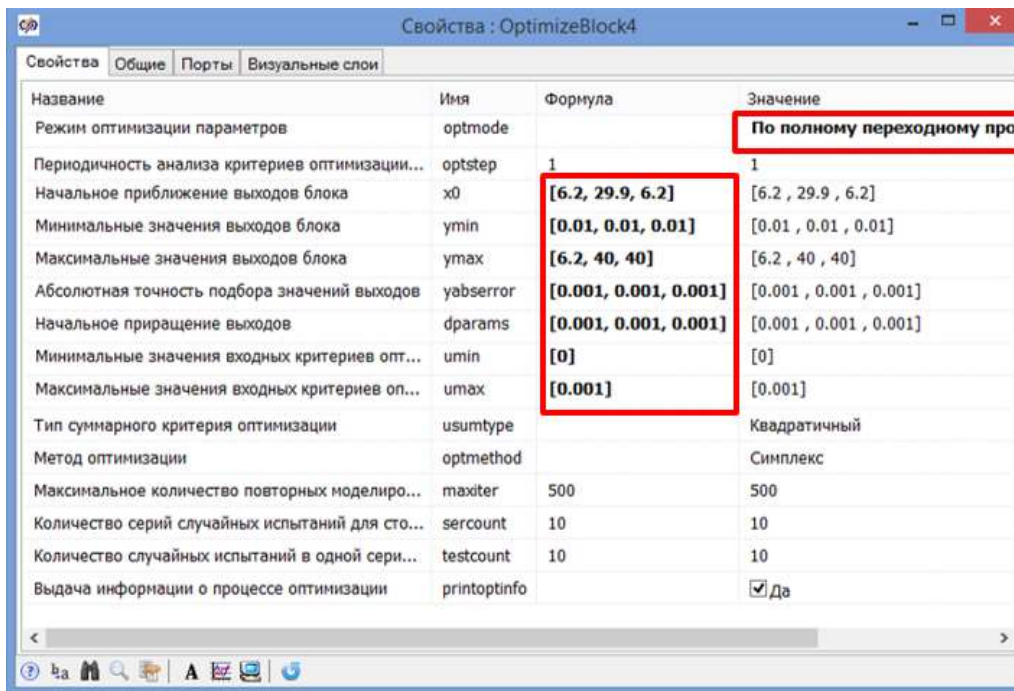 Свойства : OptimizeBlock4
Свойства Общие Порты Визуальные слои
Название Имя Формула Значение
Режим оптимизации параметров optmode По полному переходному про
Периодичность анализа критериев оптимизации... optstep 1 1
Начальное приближение выходов блока x0 [6.2, 29.9, 6.2] [6.2 , 29.9 , 6.2]
Минимальные значения выходов блока ymin [0.01, 0.01, 0.01] [0.01 , 0.01 , 0.01]
Максимальные значения выходов блока ymax [6.2, 40, 40] [6.2 , 40 , 40]
Абсолютная точность подбора значений выходов yabserror [0.001, 0.001, 0.001] [0.001 , 0.001 , 0.001]
Начальное приращение выходов dparams [0.001, 0.001, 0.001] [0.001 , 0.001 , 0.001]
Минимальные значения входных критериев опт... umin [0] [0]
Максимальные значения входных критериев оп... umax [0.001] [0.001]
Тип суммарного критерия оптимизации usumtype Квадратичный
Метод оптимизации optmethod Симплекс
Максимальное количество повторных моделиро... maxiter 500 500
Количество серий случайных испытаний для сто... sercount 10 10
Количество случайных испытаний в одной сери... testcount 10 10
Выдача информации о процессе оптимизации printoptinfo Да